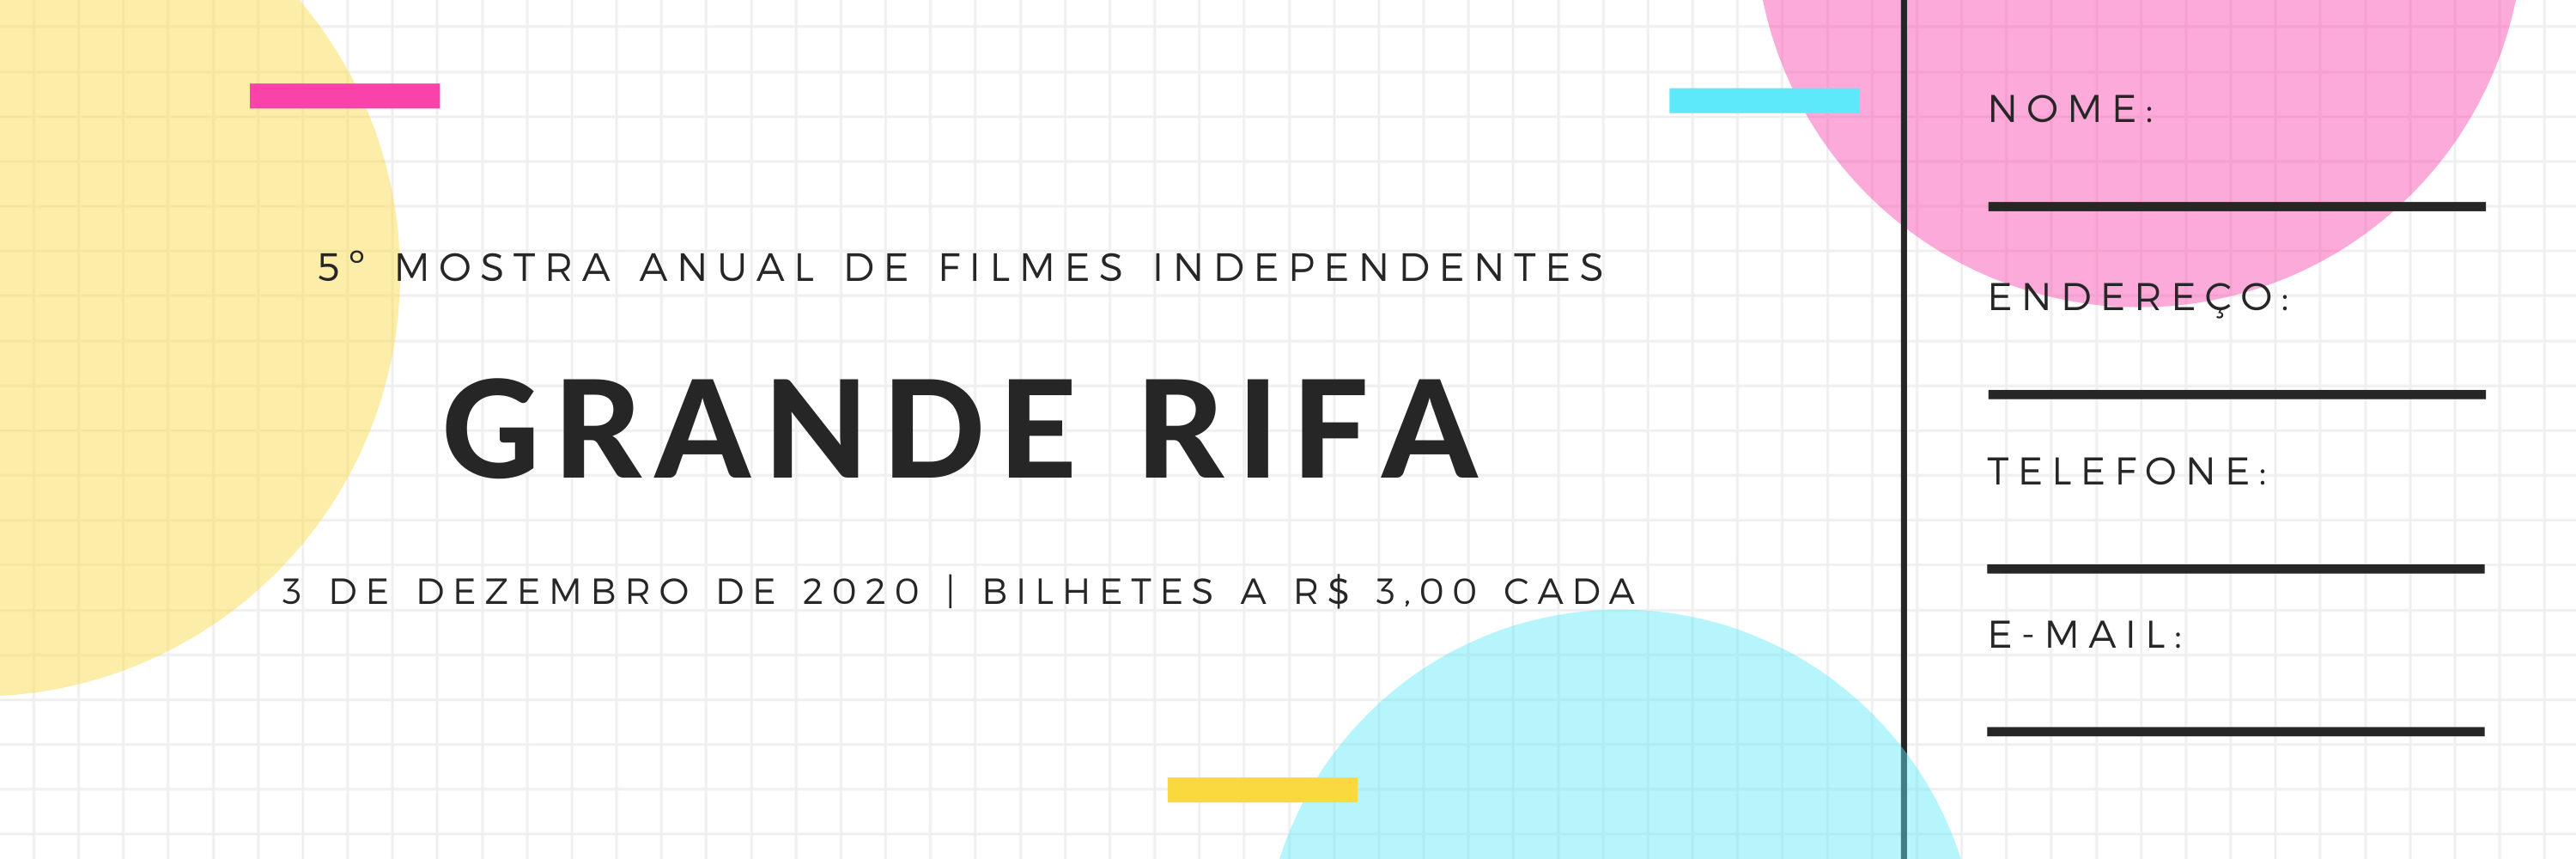 5º MOSTRA ANUAL DE FILMES INDEPENDENTES
GRANDE RIFA
3 DE DEZEMBRO DE 2020 | BILHETES A R$ 3,00 CADA
NOME:
ENDEREÇO:
TELEFONE:
E-MAIL: